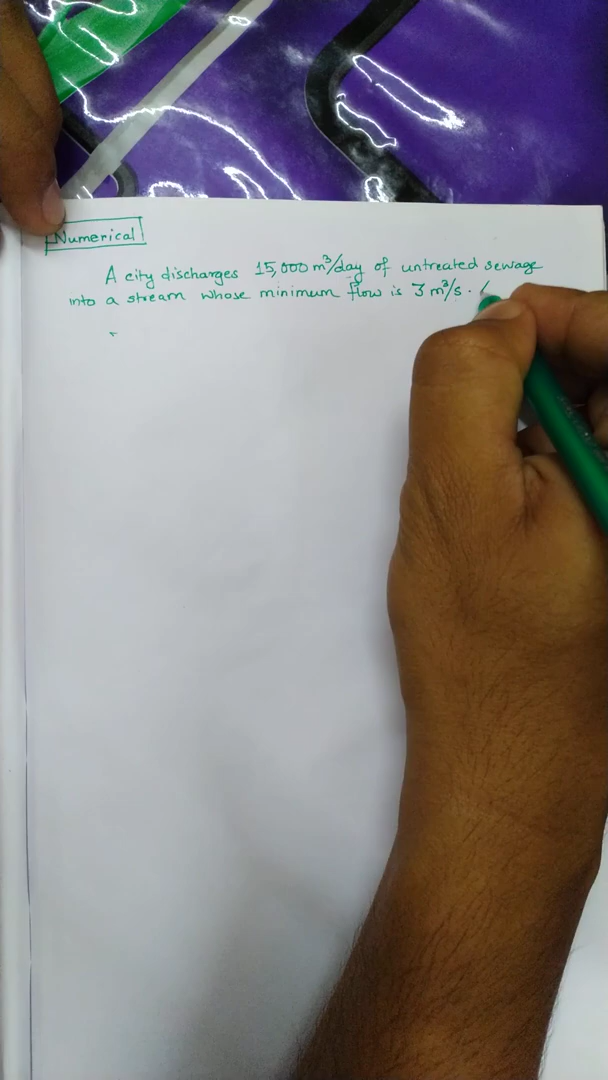 Numerical
A city discharges 15,000 m³/day of untreated sewage
into a stream whose minimum flow is 3 m³/s.